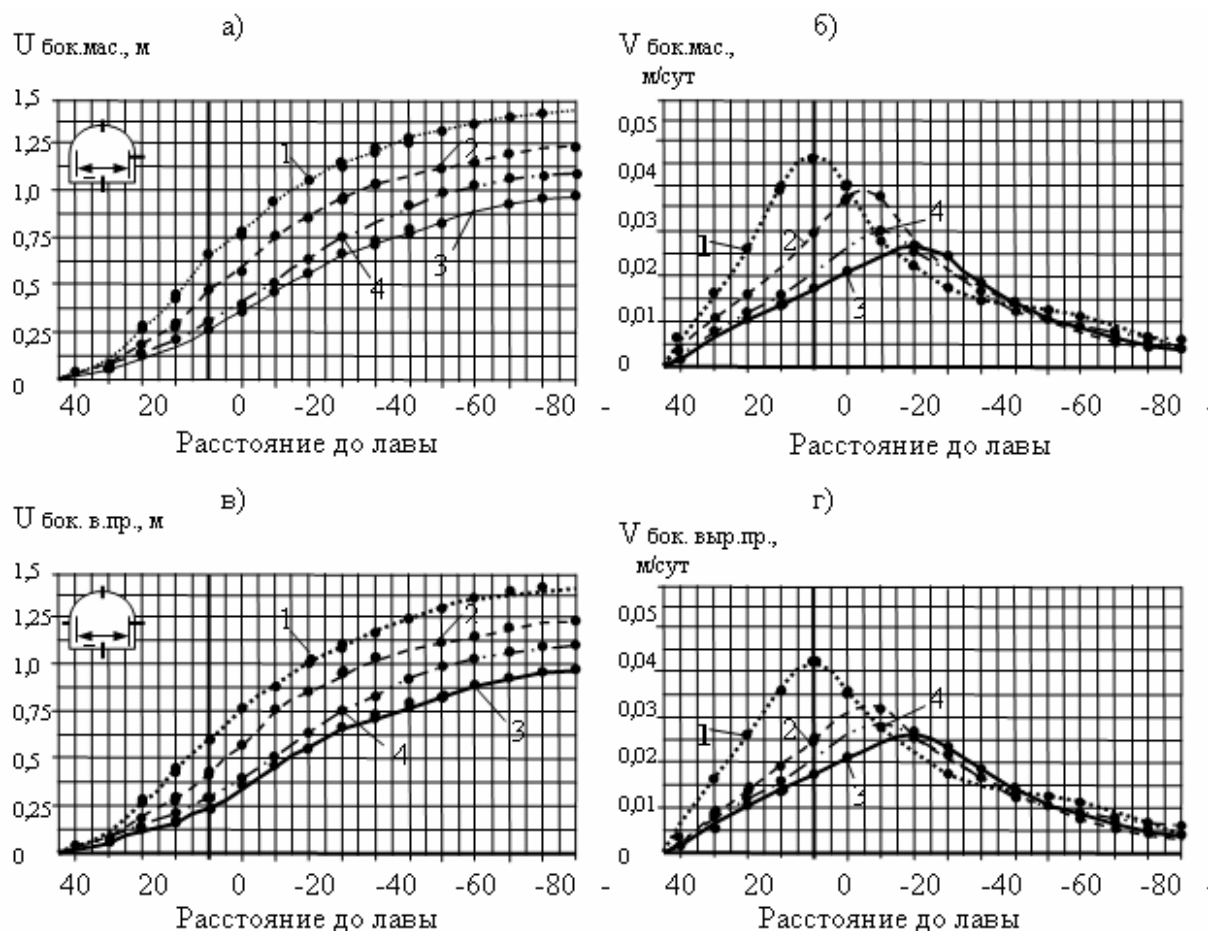 а)
U бок.мас., м
1,5
1,25
1,0
0,75
0,5
0,25
0
1
2
3
4
40 20 0 -20 -40 -60 -80 -
Расстояние до лавы
б)
V бок.мас.,
м/сут
0,05
0,04
0,03
0,02
0,01
0
1
2
3
4
40 20 0 -20 -40 -60 -80
Расстояние до лавы
в)
U бок. в.пр., м
1,5
1,25
1,0
0,75
0,5
0,25
0
1
2
3
4
40 20 0 -20 -40 -60 -80 -
Расстояние до лавы
г)
V бок. выр.пр.,
м/сут
0,05
0,04
0,03
0,02
0,01
0
1
2
3
4
40 20 0 -20 -40 -60 -80
Расстояние до лавы